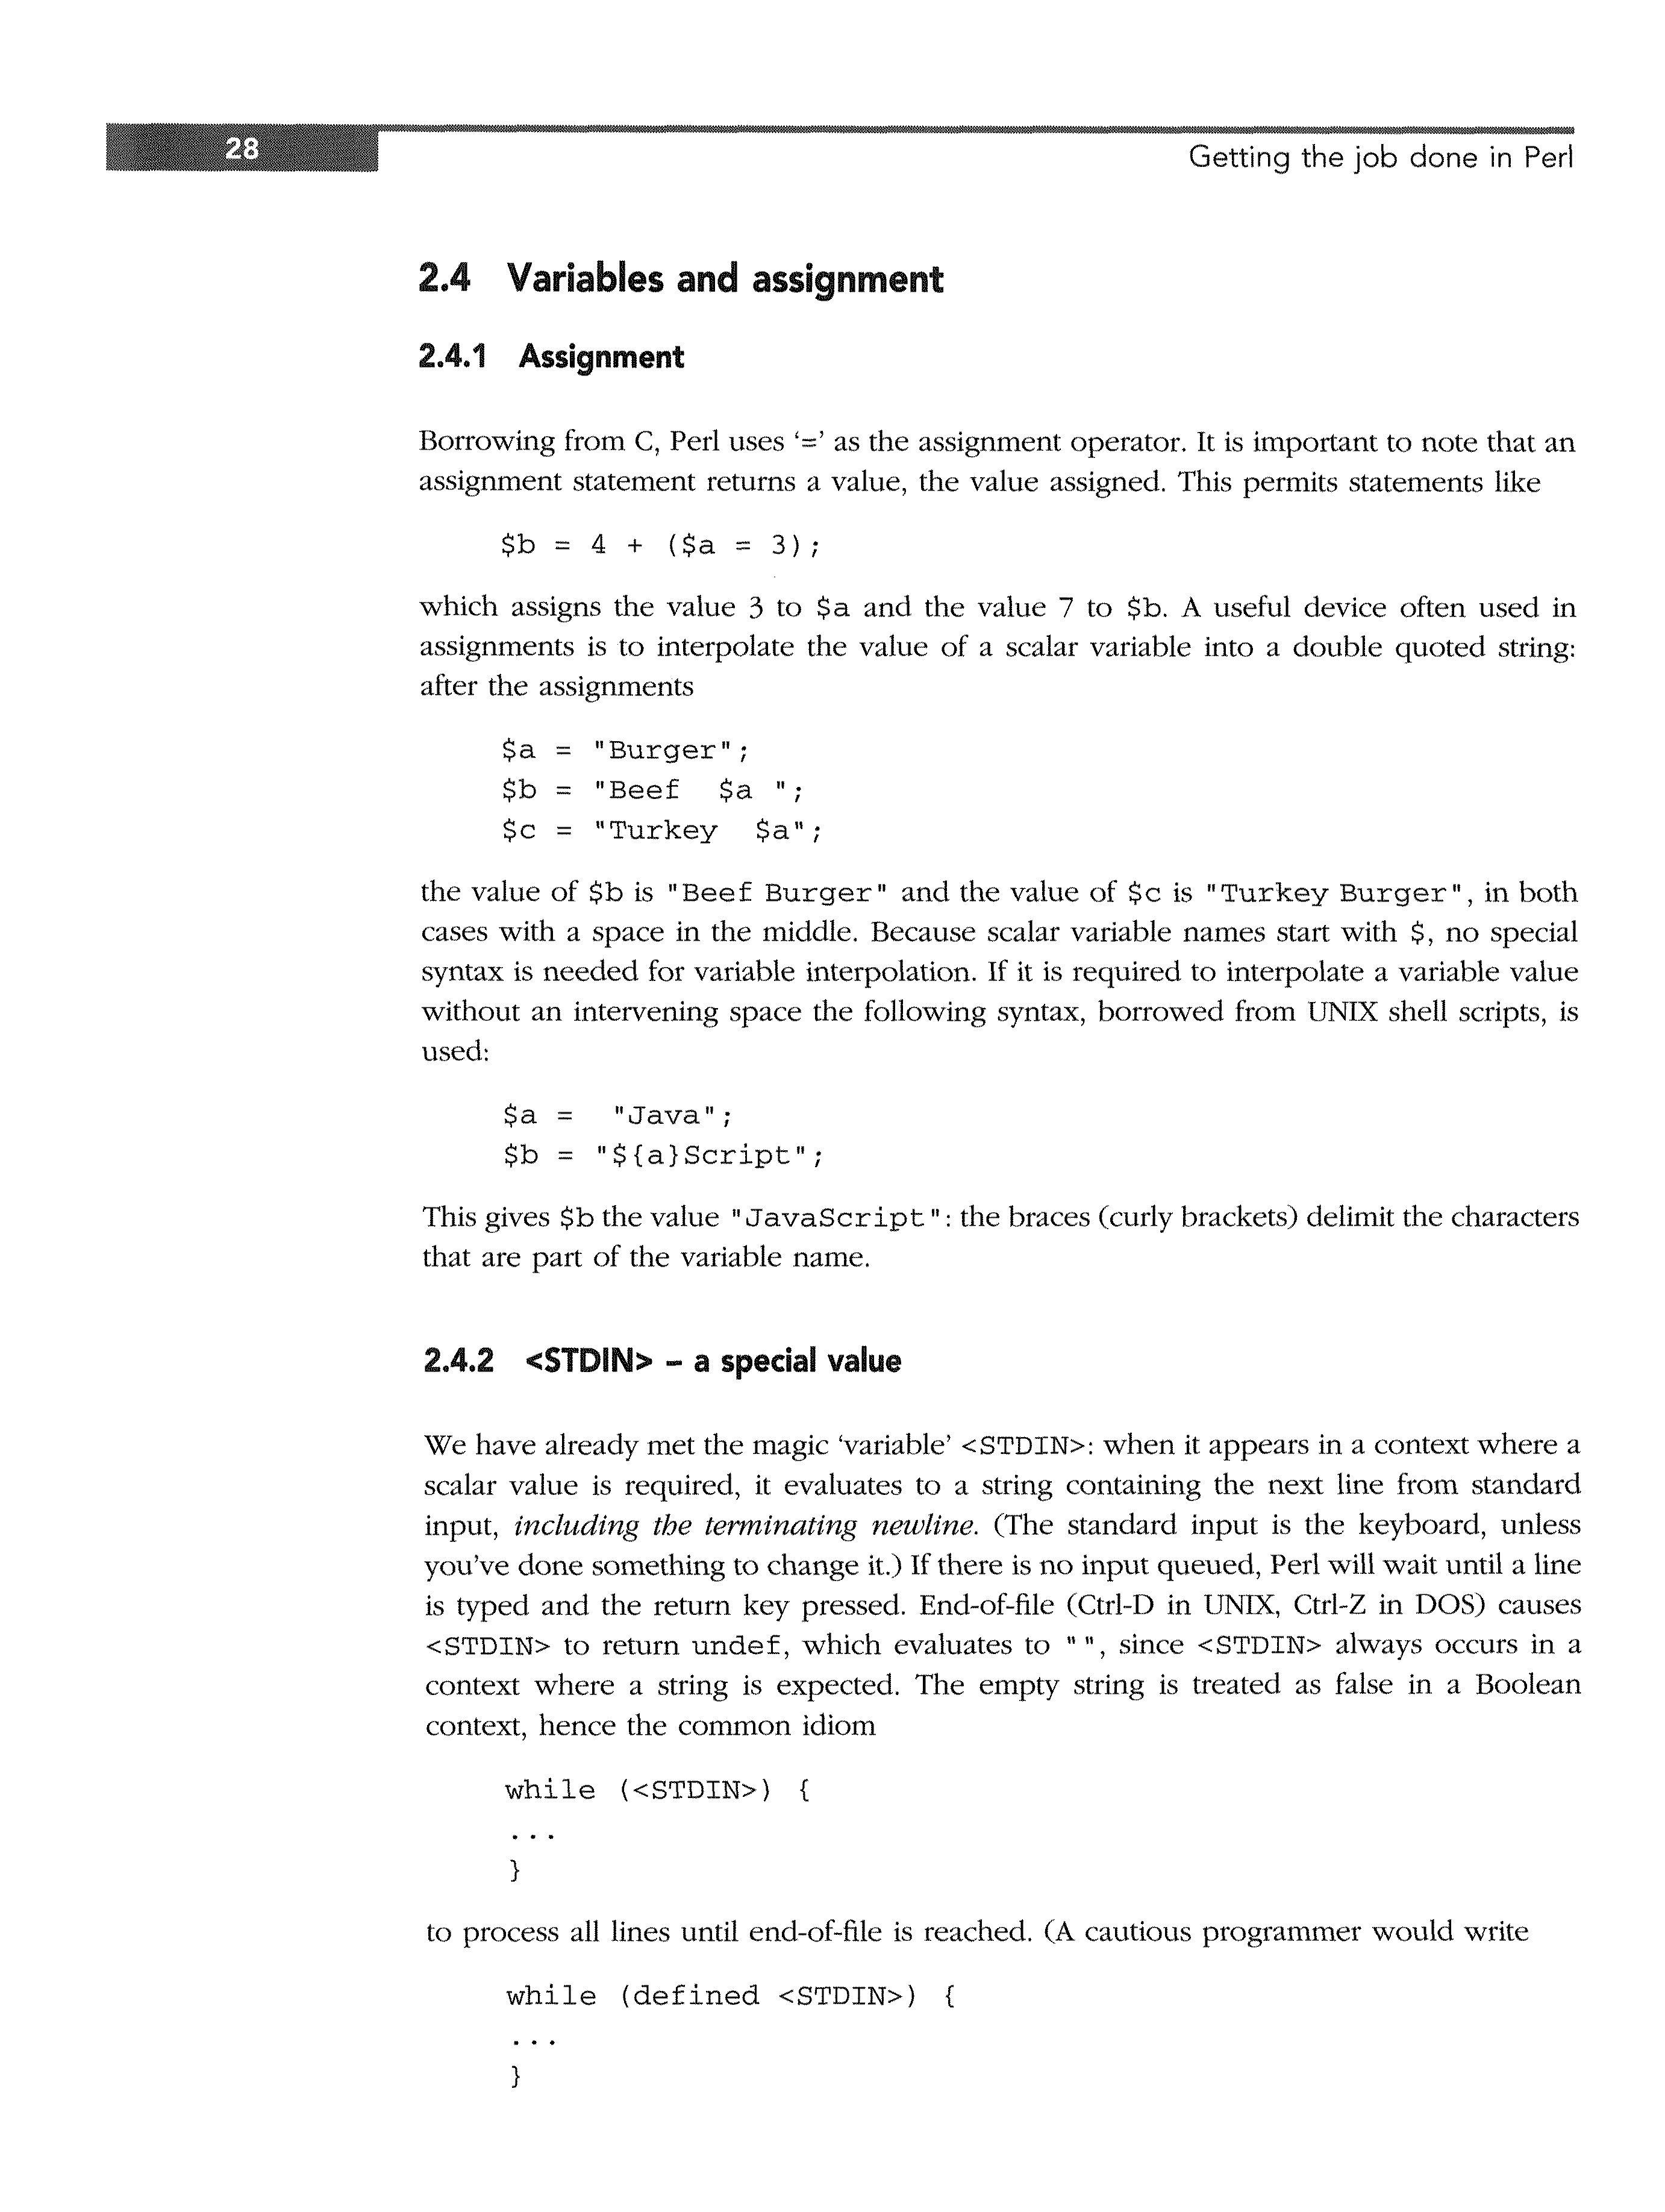 28
Getting the job done in Perl
2.4 Variables and assignment
2.4.1 Assignment
Borrowing from C, Perl uses ‘=’ as the assignment operator. It is important to note that an
assignment statement returns a value, the value assigned. This permits statements like
$b = 4 + ($a = 3);
which assigns the value 3 to $a and the value 7 to $b. A useful device often used in
assignments is to interpolate the value of a scalar variable into a double quoted string:
after the assignments
$a = "Burger";
$b = "Beef  $a ";
$c = "Turkey  $a";
the value of $b is "Beef Burger" and the value of $c is "Turkey Burger", in both
cases with a space in the middle. Because scalar variable names start with $, no special
syntax is needed for variable interpolation. If it is required to interpolate a variable value
without an intervening space the following syntax, borrowed from UNIX shell scripts, is
used:
$a =  "Java";
$b = "${a}Script";
This gives $b the value "JavaScript": the braces (curly brackets) delimit the characters
that are part of the variable name.
2.4.2 <STDIN> – a special value
We have already met the magic ‘variable’ <STDIN>: when it appears in a context where a
scalar value is required, it evaluates to a string containing the next line from standard
input, including the terminating newline. (The standard input is the keyboard, unless
you’ve done something to change it.) If there is no input queued, Perl will wait until a line
is typed and the return key pressed. End-of-file (Ctrl-D in UNIX, Ctrl-Z in DOS) causes
<STDIN> to return undef, which evaluates to "", since <STDIN> always occurs in a
context where a string is expected. The empty string is treated as false in a Boolean
context, hence the common idiom
while (<STDIN>) {
...
}
to process all lines until end-of-file is reached. (A cautious programmer would write
while (defined <STDIN>) {
...
}